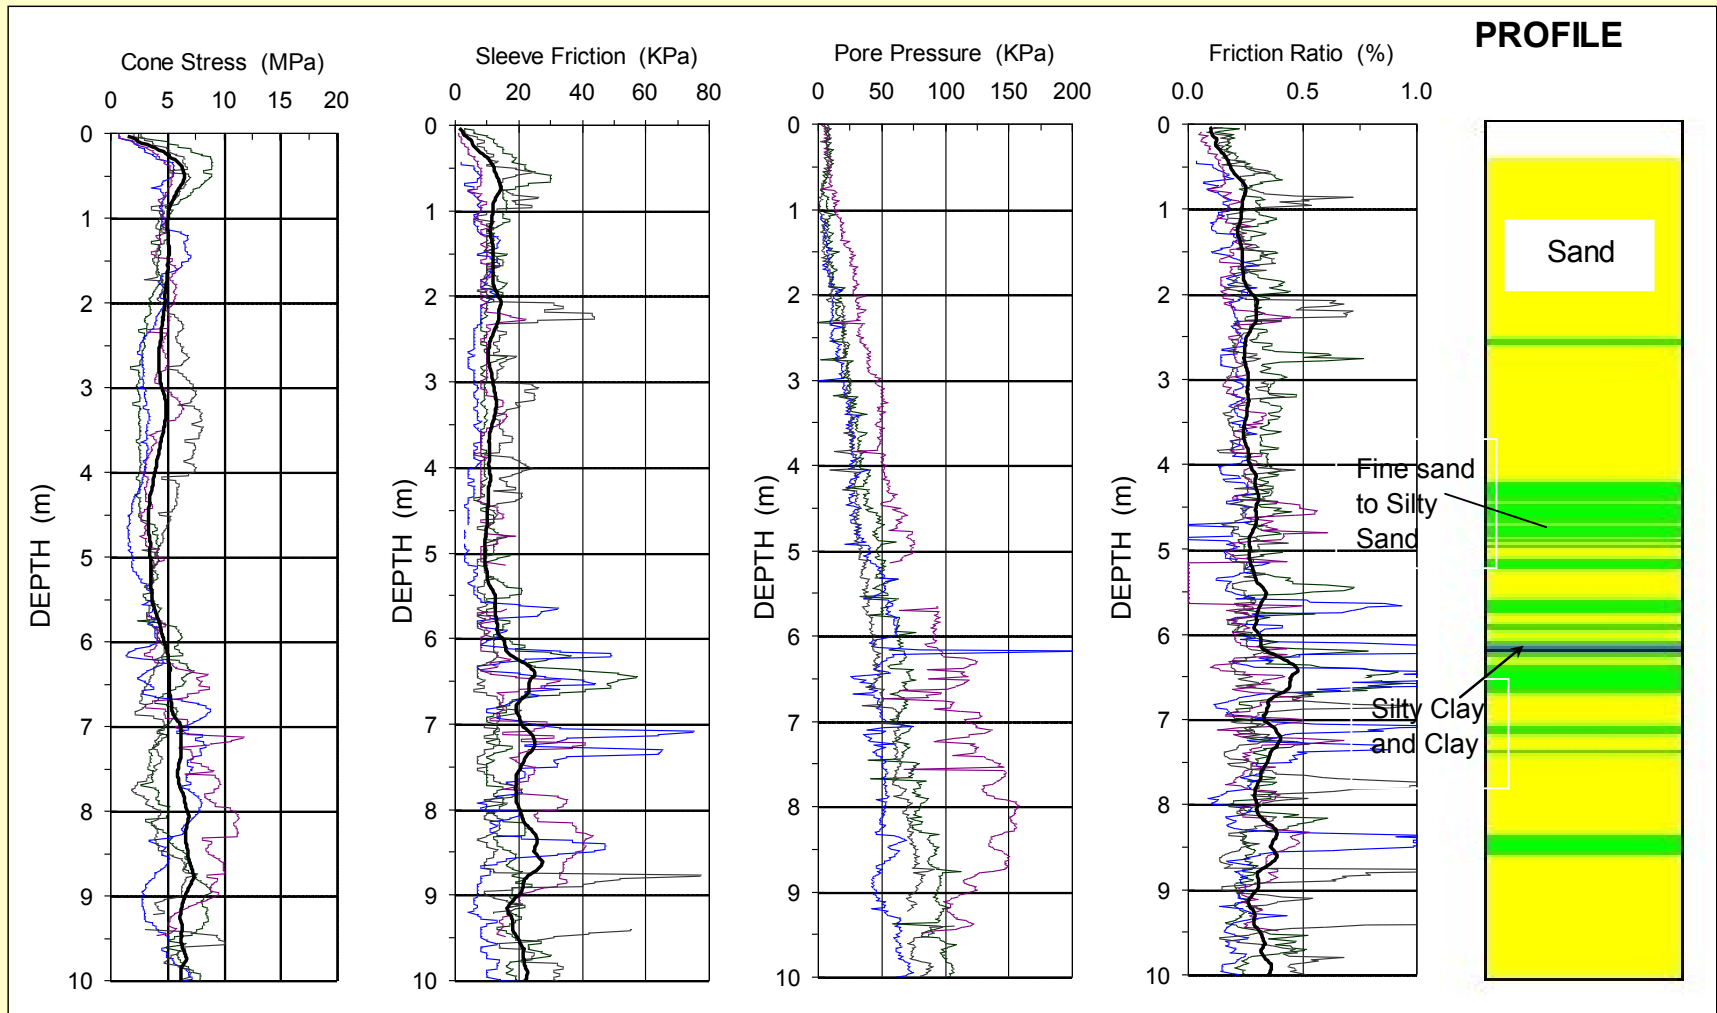 PROFILE
Cone Stress (MPa)
0 5 10 15 20
0
1
2
3
4
5
6
7
8
9
10
DEPTH (m)
Sleeve Friction (KPa)
0 20 40 60 80
0
1
2
3
4
5
6
7
8
9
10
DEPTH (m)
Pore Pressure (KPa)
0 50 100 150 200
0
1
2
3
4
5
6
7
8
9
10
DEPTH (m)
Friction Ratio (%)
0.0 0.5 1.0
0
1
2
3
4
5
6
7
8
9
10
DEPTH (m)
Sand
Fine sand
to Silty
Sand
Silty Clay
and Clay